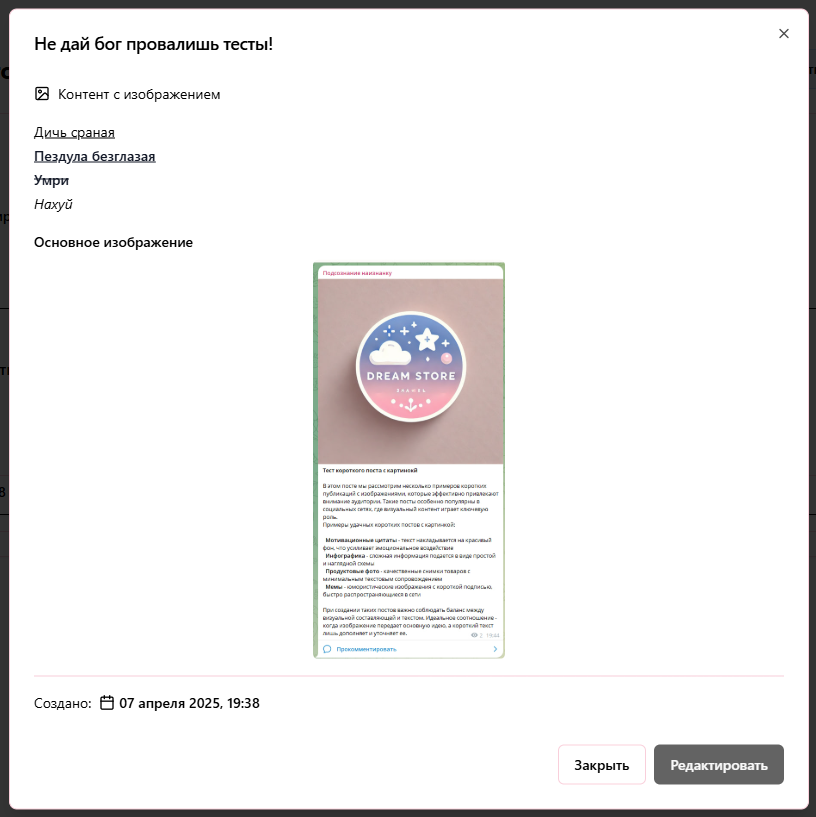 Не дай бог провалишь тесты!
Контент с изображением
Дичь сраная
Пездула безглазая
Умри
Нахуй
Основное изображение
Подсознание наизнанку
DREAM STORE
Тест короткого поста с картинокй
В этом посте мы рассмотрим несколько примеров коротких
публикаций с изображениями, которые эффективно привлекают
внимание аудитории. Такие посты особенно популярны в
социальных сетях, где визуальный контент играет ключевую
роль.
Примеры удачных коротких постов с картинкой:
Мотивационные цитаты - текст накладывается на красивый
фон, что усиливает эмоциональное воздействие
Инфографика - сложная информация подается в виде простой
и наглядной схемы
Продуктовые фото - качественные снимки товаров с
минимальным текстовым сопровождением
Мемы - юмористические изображения с короткой подписью,
быстро распространяющиеся в сети
При создании таких постов важно соблюдать баланс между
визуальной составляющей и текстом. Идеальное соотношение -
когда изображение передает основную идею, а короткий текст
лишь дополняет и уточняет ее.
2 19:44
Прокомментировать
Создано: 07 апреля 2025, 19:38
Закрыть Редактировать